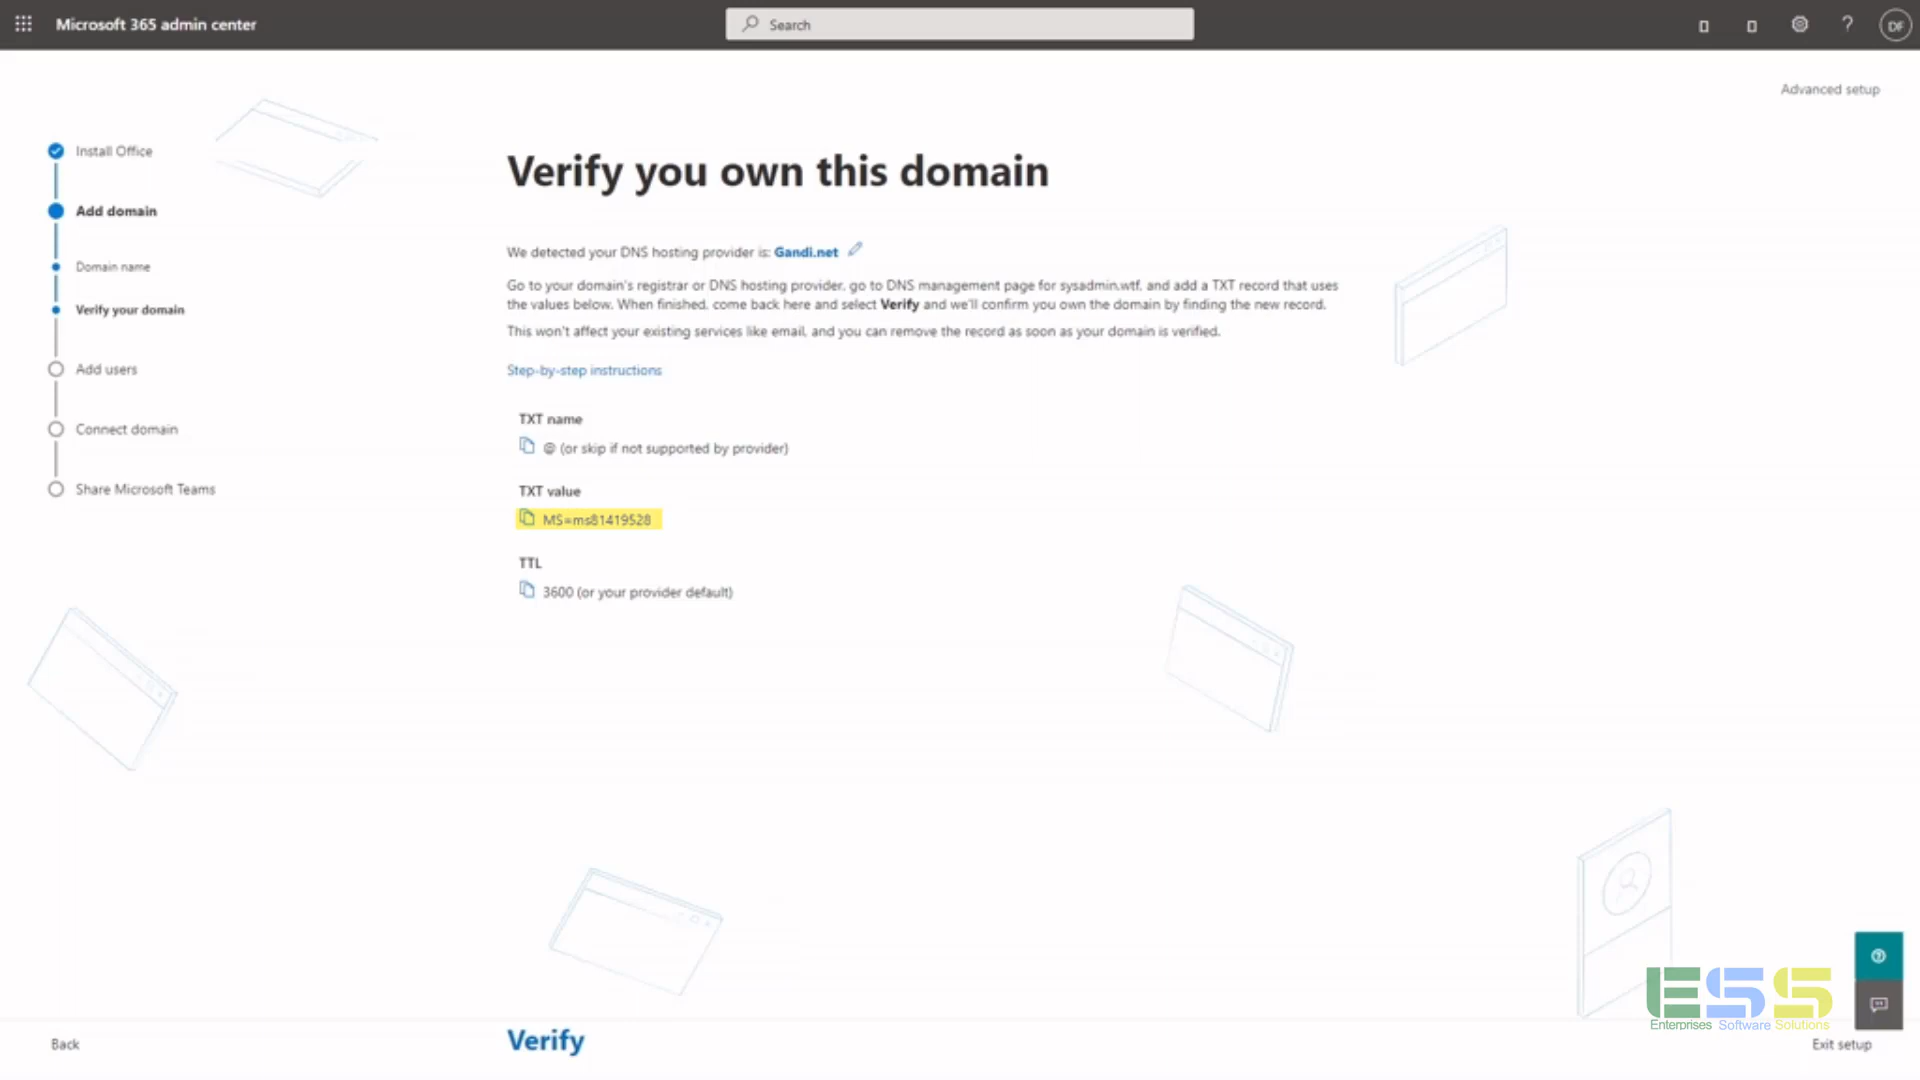 Microsoft 365 admin center
Search
DF
Advanced setup
Install Office
Add domain
Domain name
Verify your domain
Add users
Connect domain
Share Microsoft Teams
Verify you own this domain
We detected your DNS hosting provider is: Gandi.net
Go to your domain's registrar or DNS hosting provider, go to DNS management page for sysadmin.wtf, and add a TXT record that uses
the values below. When finished, come back here and select Verify and we'll confirm you own the domain by finding the new record.
This won't affect your existing services like email, and you can remove the record as soon as your domain is verified.
Step-by-step instructions
TXT name
@ (or skip if not supported by provider)
TXT value
MS=ms81419528
TTL
3600 (or your provider default)
ESS
Enterprises Software Solutions
Back
Verify
Exit setup